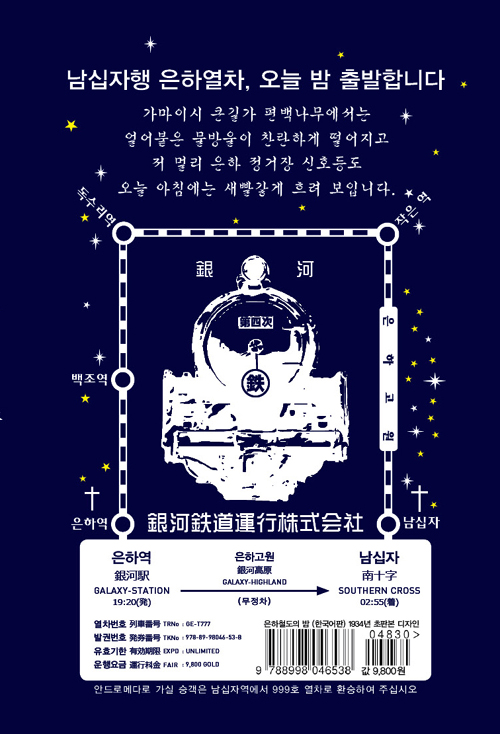 남십자행 은하열차, 오늘 밤 출발합니다
가마이시 큰길가 편백나무에서는
얼어붙은 물방울이 찬란하게 떨어지고
저 멀리 은하 정거장 신호등도
오늘 아침에는 새빨갛게 흐려 보입니다.
독수리역
작은★역
銀 河
第四次
鉄
은하고원
백조역
은하역
남십자
銀河鉄道運行株式会社
은하역 은하고원 남십자
銀河駅 銀河高原 南十字
GALAXY-STATION GALAXY-HIGHLAND SOUTHERN CROSS
19:20(発) (무정차) 02:55(着)
열차번호 列車番号 TRNo : GE-T777
발권번호 発券番号 TKNo : 978-89-98046-53-8
유효기한 有効期限 EXPD : UNLIMITED
운행요금 運行料金 FAIR : 9,800 GOLD
은하철도의 밤 (한국어판) 1934년 초판본 디자인
04830
9 788998 046538
값 9,800원
안드로메다로 가실 승객은 남십자역에서 999호 열차로 환승하여 주십시오